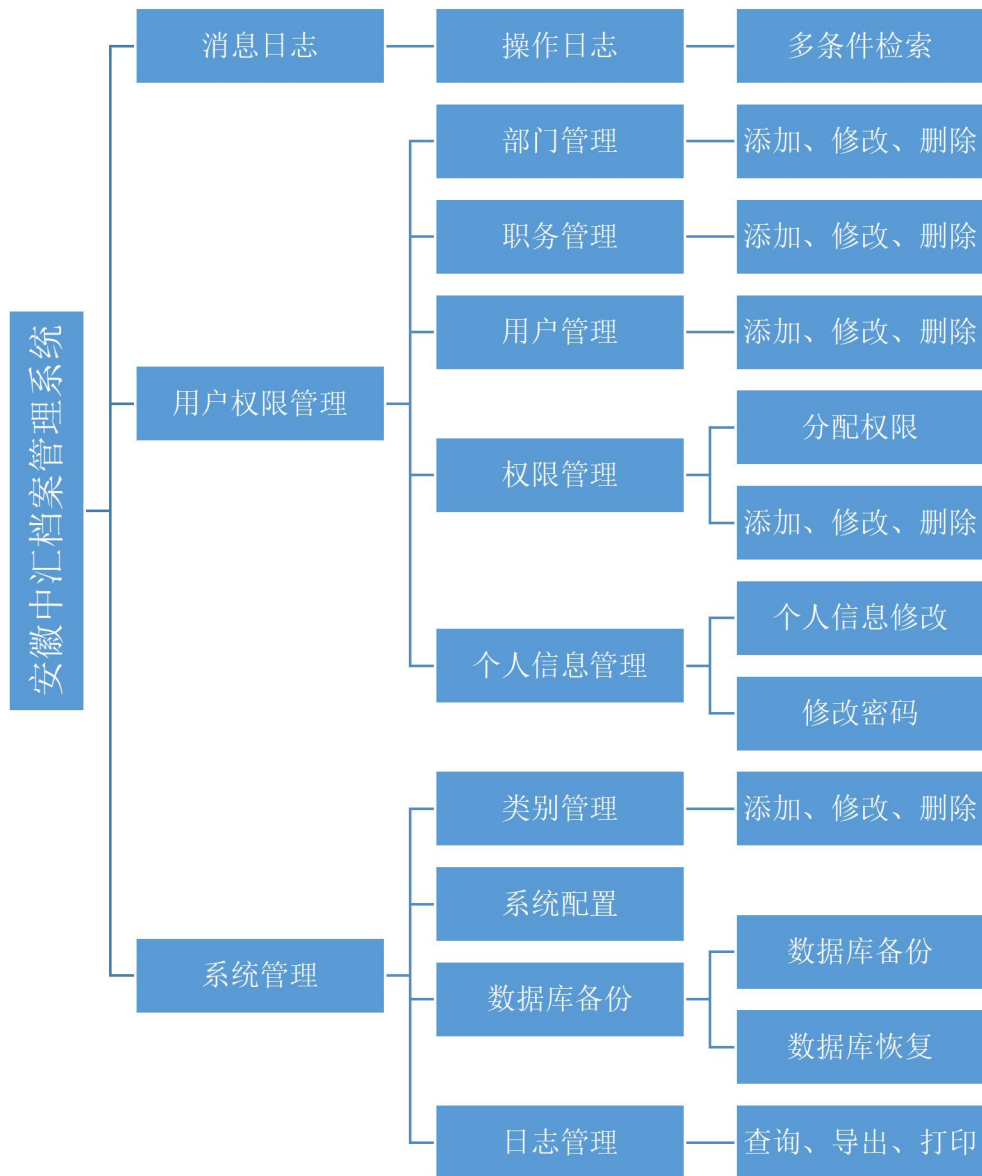 安徽中汇档案管理系统
消息日志
操作日志
多条件检索
用户权限管理
部门管理
添加、修改、删除
职务管理
添加、修改、删除
用户管理
添加、修改、删除
权限管理
分配权限
添加、修改、删除
个人信息管理
个人信息修改
修改密码
系统管理
类别管理
添加、修改、删除
系统配置
数据库备份
数据库备份
数据库恢复
日志管理
查询、导出、打印